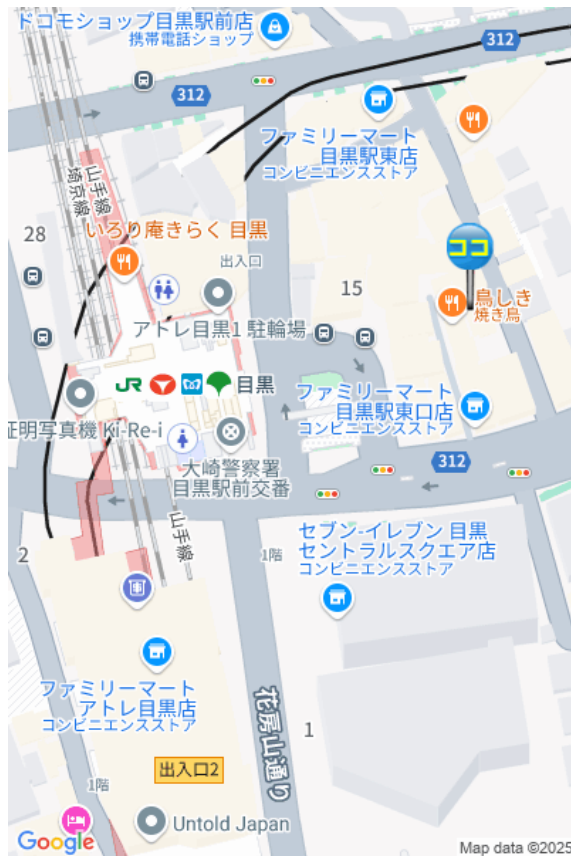 ドコモショップ目黒駅前店
携帯電話ショップ
312
312
ファミリーマート
目黒駅東店
コンビニエンスストア
山手線
埼京線
28
いろり庵きらく 目黒
出入口
ココ
15
鳥しき
焼き鳥
アトレ目黒1 駐輪場
JR
目黒
ファミリーマート
目黒駅東口店
コンビニエンスストア
証明写真機 Ki-Re-i
大崎警察署
目黒駅前交番
312
山手線
2
1階
セブン-イレブン 目黒
セントラルスクエア店
コンビニエンスストア
ファミリーマート
アトレ目黒店
コンビニエンスストア
花房山通り
1
出入口2
1階
Untold Japan
Google
Map data ©2025